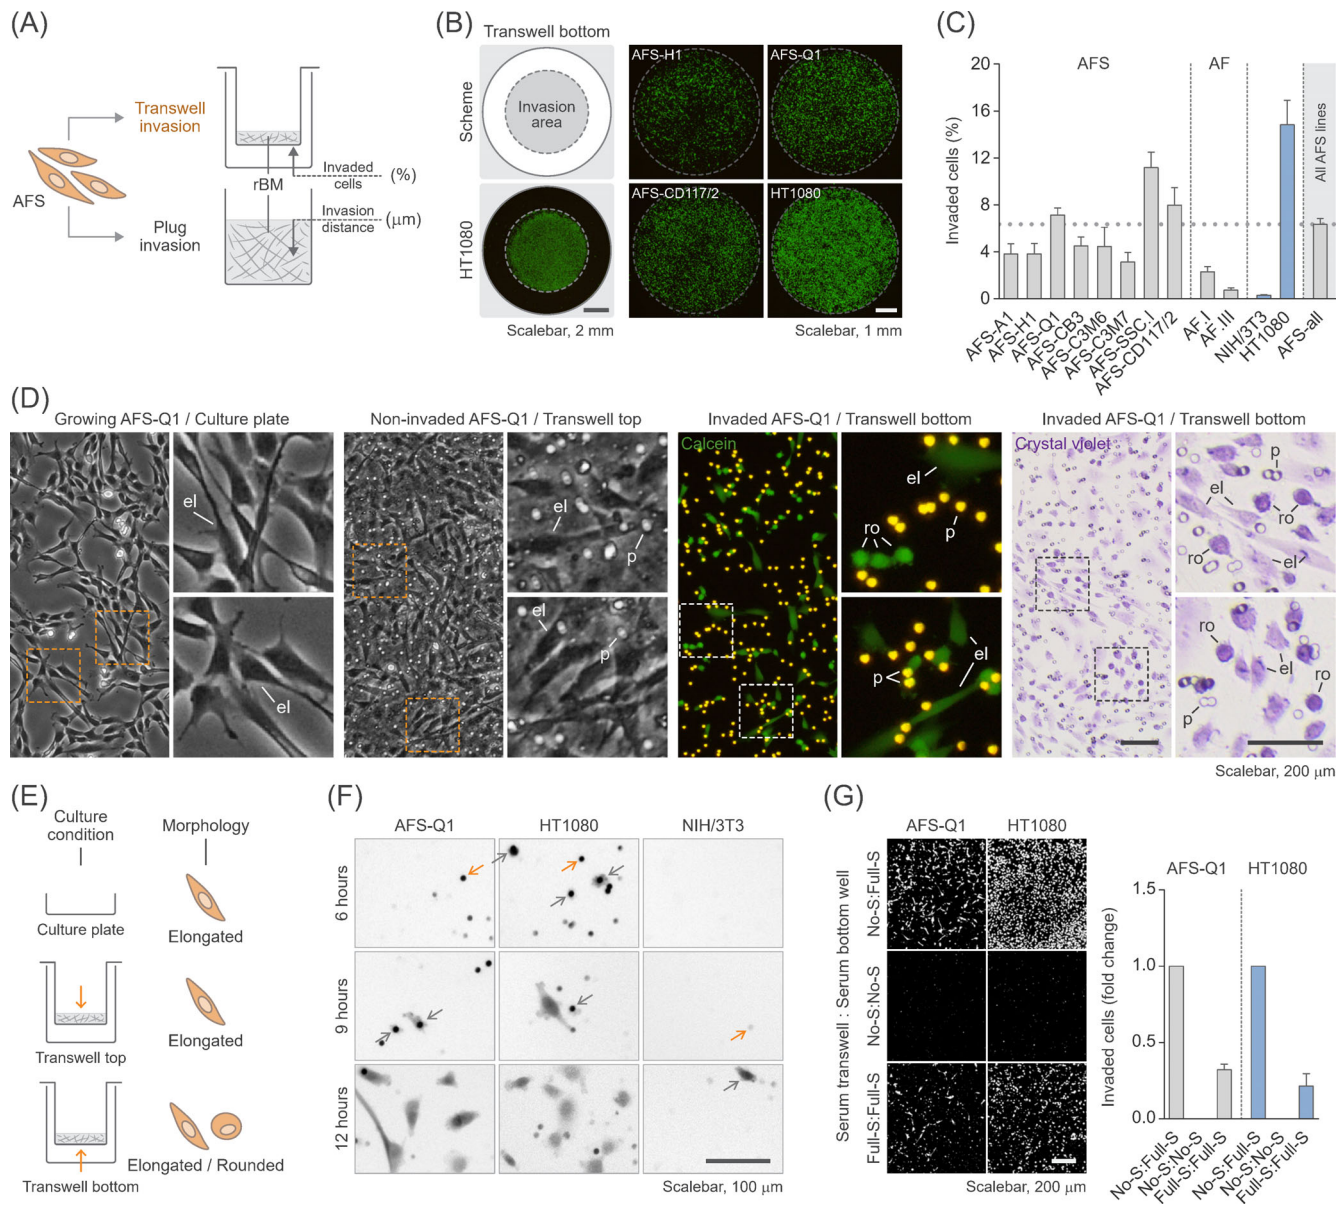 (A)
Transwell
invasion
AFS
Plug
invasion
rBM
Invaded
cells
(%)
Invasion
distance
(μm)
(B)
Transwell bottom
Scheme
Invasion
area
AFS-H1
AFS-Q1
HT1080
AFS-CD117/2
HT1080
Scalebar, 2 mm
Scalebar, 1 mm
(C)
AFS
AF
All AFS lines
Invaded cells (%)
20
16
12
8
4
0
AFS-A1
AFS-H1
AFS-Q1
AFS-CB3
AFS-C3M6
AFS-C3M7
AFS-SSC.I
AFS-CD117/2
AF.I
AF.III
NIH/3T3
HT1080
AFS-all
(D)
Growing AFS-Q1 / Culture plate
Non-invaded AFS-Q1 / Transwell top
Invaded AFS-Q1 / Transwell bottom
Invaded AFS-Q1 / Transwell bottom
el
el
el
p
el
p
Calcein
el
ro
p
p
el
Crystal violet
p
el
ro
ro
el
ro
el
ro
p
Scalebar, 200 μm
(E)
Culture
condition
Morphology
Culture plate
Elongated
Transwell top
Elongated
Transwell bottom
Elongated / Rounded
(F)
AFS-Q1
HT1080
NIH/3T3
6 hours
9 hours
12 hours
Scalebar, 100 μm
(G)
AFS-Q1
HT1080
Serum transwell : Serum bottom well
No-S:Full-S
No-S:No-S
Full-S:Full-S
Scalebar, 200 μm
AFS-Q1
HT1080
Invaded cells (fold change)
1.5
1.0
0.5
0.0
No-S:Full-S
No-S:No-S
Full-S:Full-S
No-S:Full-S
No-S:No-S
Full-S:Full-S